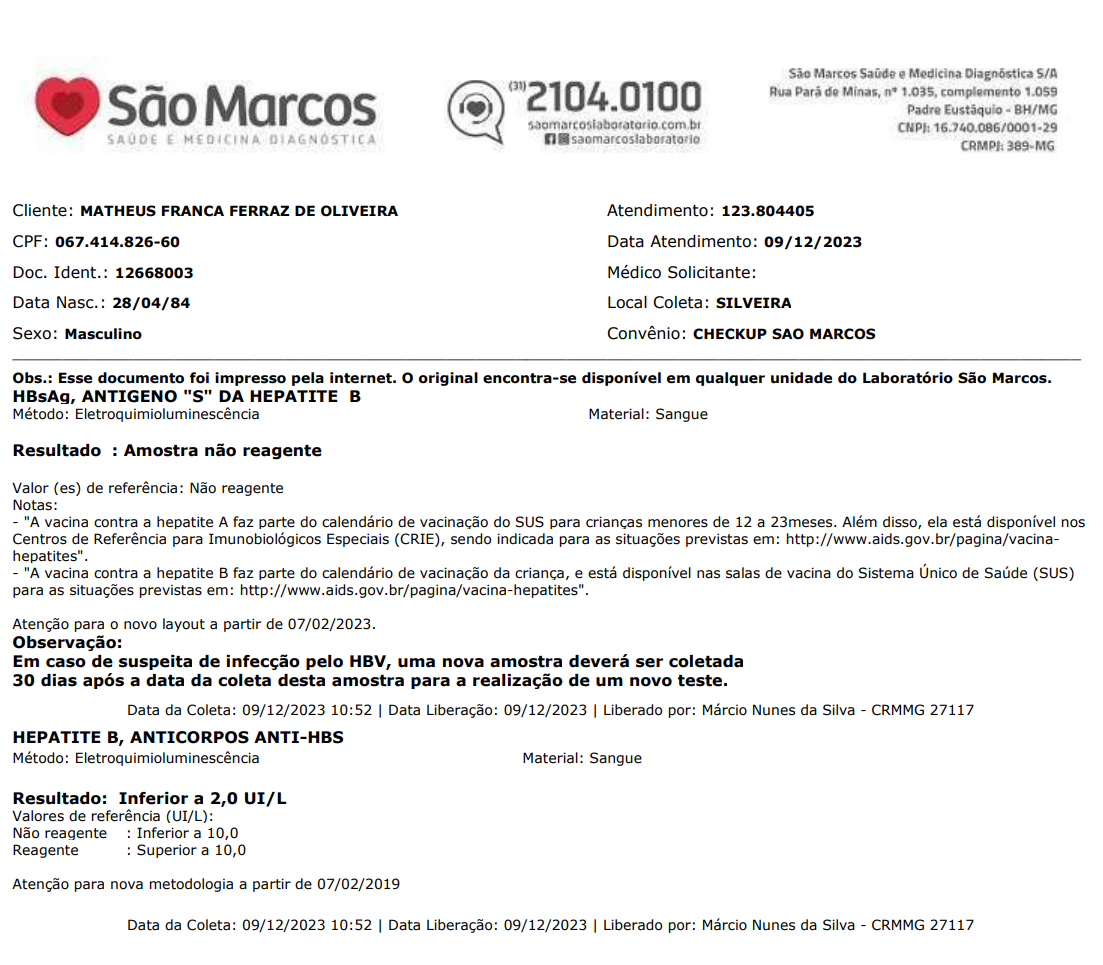 São Marcos
SAÚDE E MEDICINA DIAGNÓSTICA
(31) 2104.0100
saomarcoslaboratorio.com.br
saomarcoslaboratorio
São Marcos Saúde e Medicina Diagnóstica S/A
Rua Pará de Minas, nº 1.035, complemento 1.059
Padre Eustáquio - BH/MG
CNPJ: 16.740.086/0001-29
CRMPJ: 389-MG
Cliente: MATHEUS FRANCA FERRAZ DE OLIVEIRA
Atendimento: 123.804405
CPF: 067.414.826-60
Data Atendimento: 09/12/2023
Doc. Ident.: 12668003
Médico Solicitante:
Data Nasc.: 28/04/84
Local Coleta: SILVEIRA
Sexo: Masculino
Convênio: CHECKUP SAO MARCOS
Obs.: Esse documento foi impresso pela internet. O original encontra-se disponível em qualquer unidade do Laboratório São Marcos.
HBsAg, ANTIGENO "S" DA HEPATITE B
Método: Eletroquimioluminescência
Material: Sangue
Resultado : Amostra não reagente
Valor (es) de referência: Não reagente
Notas:
- "A vacina contra a hepatite A faz parte do calendário de vacinação do SUS para crianças menores de 12 a 23meses. Além disso, ela está disponível nos
Centros de Referência para Imunobiológicos Especiais (CRIE), sendo indicada para as situações previstas em: http://www.aids.gov.br/pagina/vacina-
hepatites".
- "A vacina contra a hepatite B faz parte do calendário de vacinação da criança, e está disponível nas salas de vacina do Sistema Único de Saúde (SUS)
para as situações previstas em: http://www.aids.gov.br/pagina/vacina-hepatites".
Atenção para o novo layout a partir de 07/02/2023.
Observação:
Em caso de suspeita de infecção pelo HBV, uma nova amostra deverá ser coletada
30 dias após a data da coleta desta amostra para a realização de um novo teste.
Data da Coleta: 09/12/2023 10:52 | Data Liberação: 09/12/2023 | Liberado por: Márcio Nunes da Silva - CRMMG 27117
HEPATITE B, ANTICORPOS ANTI-HBS
Método: Eletroquimioluminescência
Material: Sangue
Resultado: Inferior a 2,0 UI/L
Valores de referência (UI/L):
Não reagente : Inferior a 10,0
Reagente : Superior a 10,0
Atenção para nova metodologia a partir de 07/02/2019
Data da Coleta: 09/12/2023 10:52 | Data Liberação: 09/12/2023 | Liberado por: Márcio Nunes da Silva - CRMMG 27117